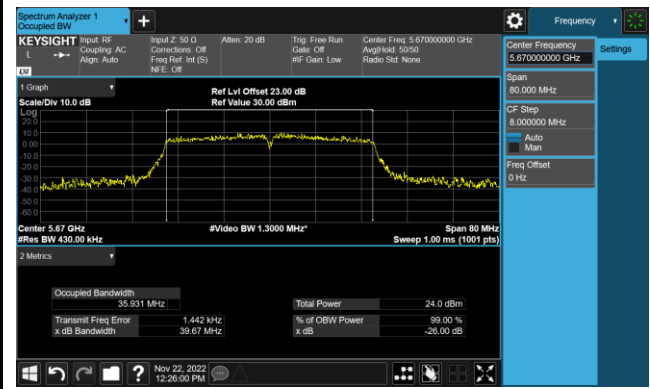 Spectrum Analyzer 1
Occupied BW
Frequency
KEYSIGHT
Input: RF
Coupling: AC
Align: Auto
Input Z: 50 Ω
Corrections: Off
Freq Ref: Int (S)
NFE: Off
Atten: 20 dB
Trig: Free Run
Gate: Off
#IF Gain: Low
Center Freq: 5.670000000 GHz
Avg|Hold: 50/50
Radio Std: None
L
LXI
Center Frequency
5.670000000 GHz
Settings
Span
80.000 MHz
CF Step
8.000000 MHz
Auto
Man
Freq Offset
0 Hz
1 Graph
Scale/Div 10.0 dB
Ref Lvl Offset 23.00 dB
Ref Value 30.00 dBm
Log
20.0
10.0
0.00
-10.0
-20.0
-30.0
-40.0
-50.0
-60.0
Center 5.67 GHz
#Res BW 430.00 kHz
#Video BW 1.3000 MHz*
Span 80 MHz
Sweep 1.00 ms (1001 pts)
2 Metrics
Occupied Bandwidth
35.931 MHz
Total Power 24.0 dBm
Transmit Freq Error 1.442 kHz
% of OBW Power 99.00 %
x dB Bandwidth 39.67 MHz
x dB -26.00 dB
?
Nov 22, 2022
12:26:00 PM